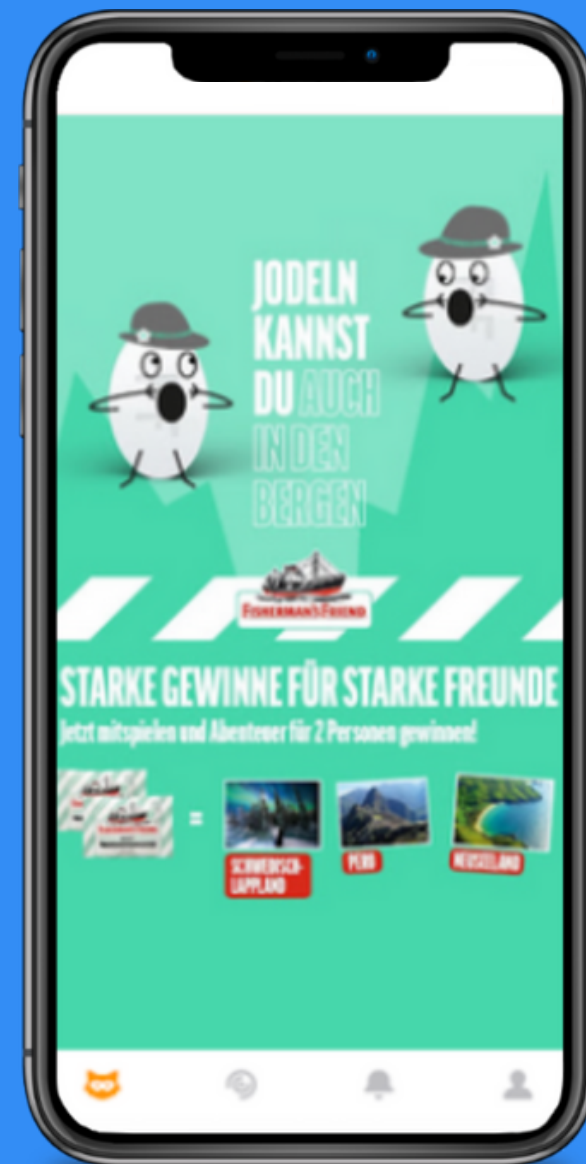 JODELN
KANNST
DU AUCH
IN DEN
BERGEN
FISHERMAN'S FRIEND
STARKE GEWINNE FÜR STARKE FREUNDE
Jetzt mitspielen und Abenteuer für 2 Personen gewinnen!
=
SCHWEDISCH-
LAPPLAND
PERU
NEUSEELAND